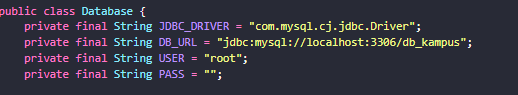 public class Database {
    private final String JDBC_DRIVER = "com.mysql.cj.jdbc.Driver";
    private final String DB_URL = "jdbc:mysql://localhost:3306/db_kampus";
    private final String USER = "root";
    private final String PASS = "";